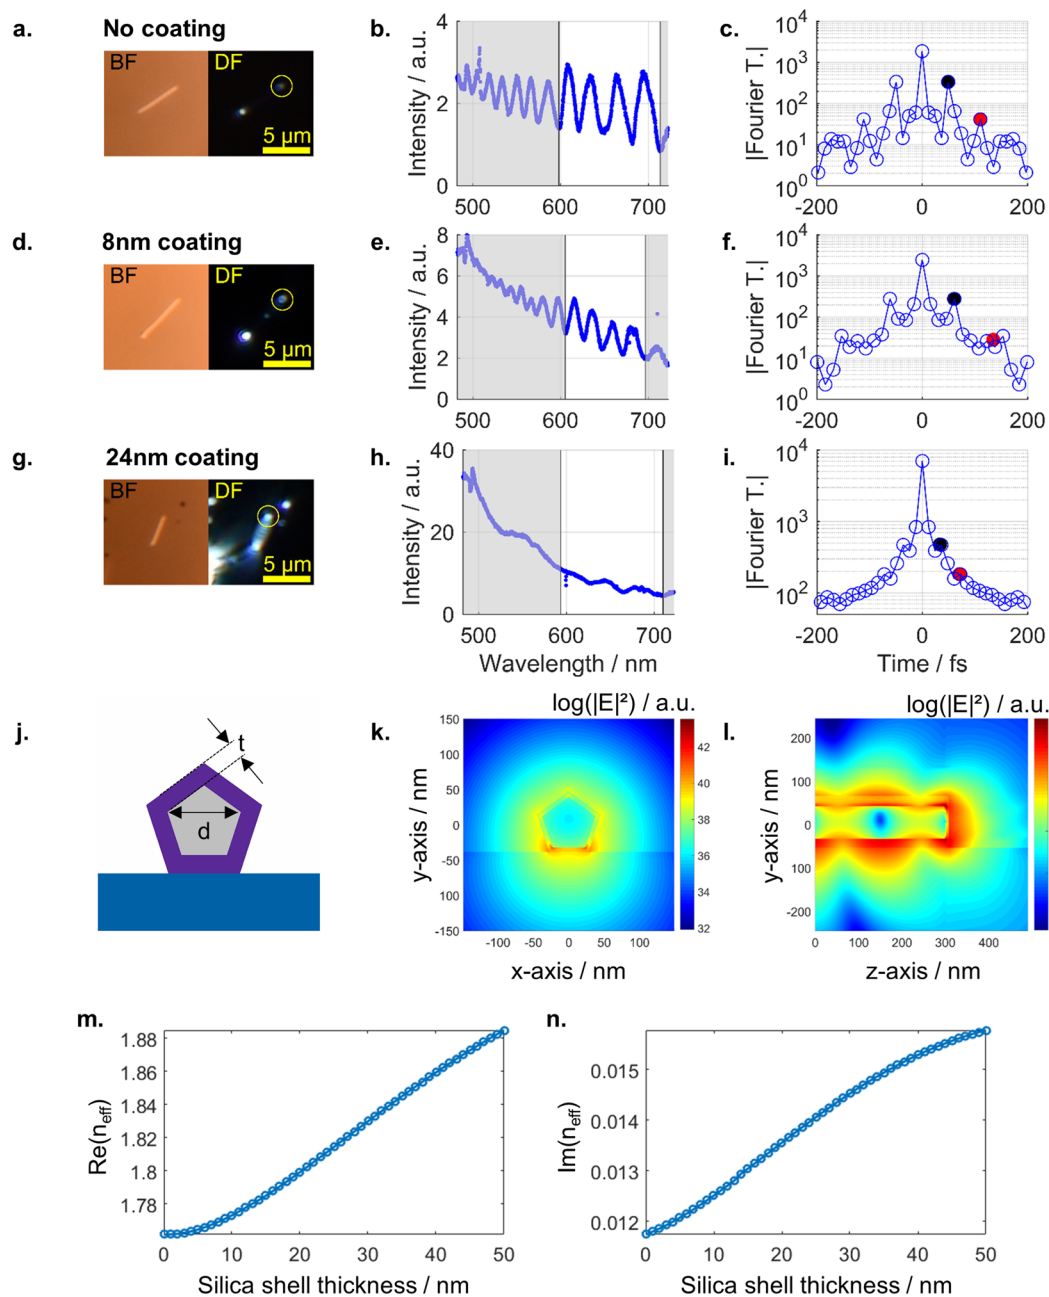 a. No coating b. c.
BF DF
5 µm
Intensity / a.u.
4
2
0
500 600 700
|Fourier T.|
10⁴
10³
10²
10¹
10⁰
-200 0 200
d. 8nm coating e. f.
BF DF
5 µm
Intensity / a.u.
8
6
4
2
0
500 600 700
|Fourier T.|
10⁴
10³
10²
10¹
10⁰
-200 0 200
g. 24nm coating h. i.
BF DF
5 µm
Intensity / a.u.
40
20
0
500 600 700
Wavelength / nm
|Fourier T.|
10⁴
10³
10²
-200 0 200
Time / fs
j. k. l.
t
d
log(|E|²) / a.u.
y-axis / nm
150
100
50
0
-50
100
-150
-100 -50 0 50 100
x-axis / nm
42
40
38
36
34
32
log(|E|²) / a.u.
y-axis / nm
200
100
0
100
-200
0 100 200 300 400
z-axis / nm
m. n.
Re(neff)
1.88
1.86
1.84
1.82
1.8
1.78
0 10 20 30 40 50
Silica shell thickness / nm
Im(neff)
0.015
0.014
0.013
0.012
0 10 20 30 40 50
Silica shell thickness / nm